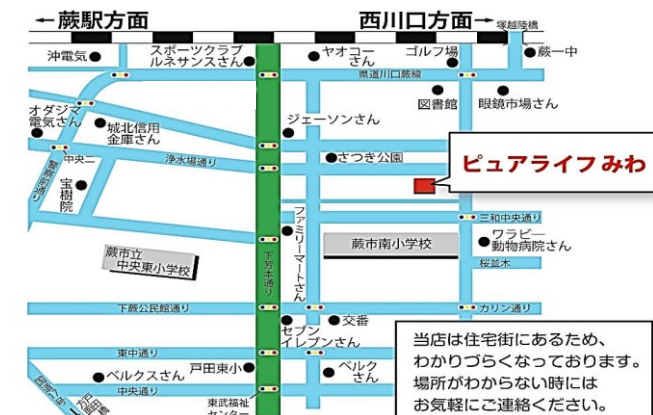 ←蕨駅方面
西川口方面→
塚越陸橋
沖電気
スポーツクラブ
ルネサンスさん
ヤオコー
さん
ゴルフ場
蕨一中
県道川口蕨線
オダジマ
電気さん
城北信用
金庫さん
ジェーソンさん
図書館
眼鏡市場さん
中央二
浄水場通り
さつき公園
ピュアライフ みわ
警察前通り
宝樹院
ファミリーマートさん
三和中央通り
蕨市立
中央東小学校
下芳本通り
蕨市南小学校
ワラビー
動物病院さん
桜並木
下蕨公民館通り
カリン通り
セブン
イレブンさん
交番
東中通り
戸田東小
ベルクスさん
ベルク
さん
中央通り
東武福祉
センター
当店は住宅街にあるため、
わかりづらくなっております。
場所がわからない時には
お気軽にご連絡ください。